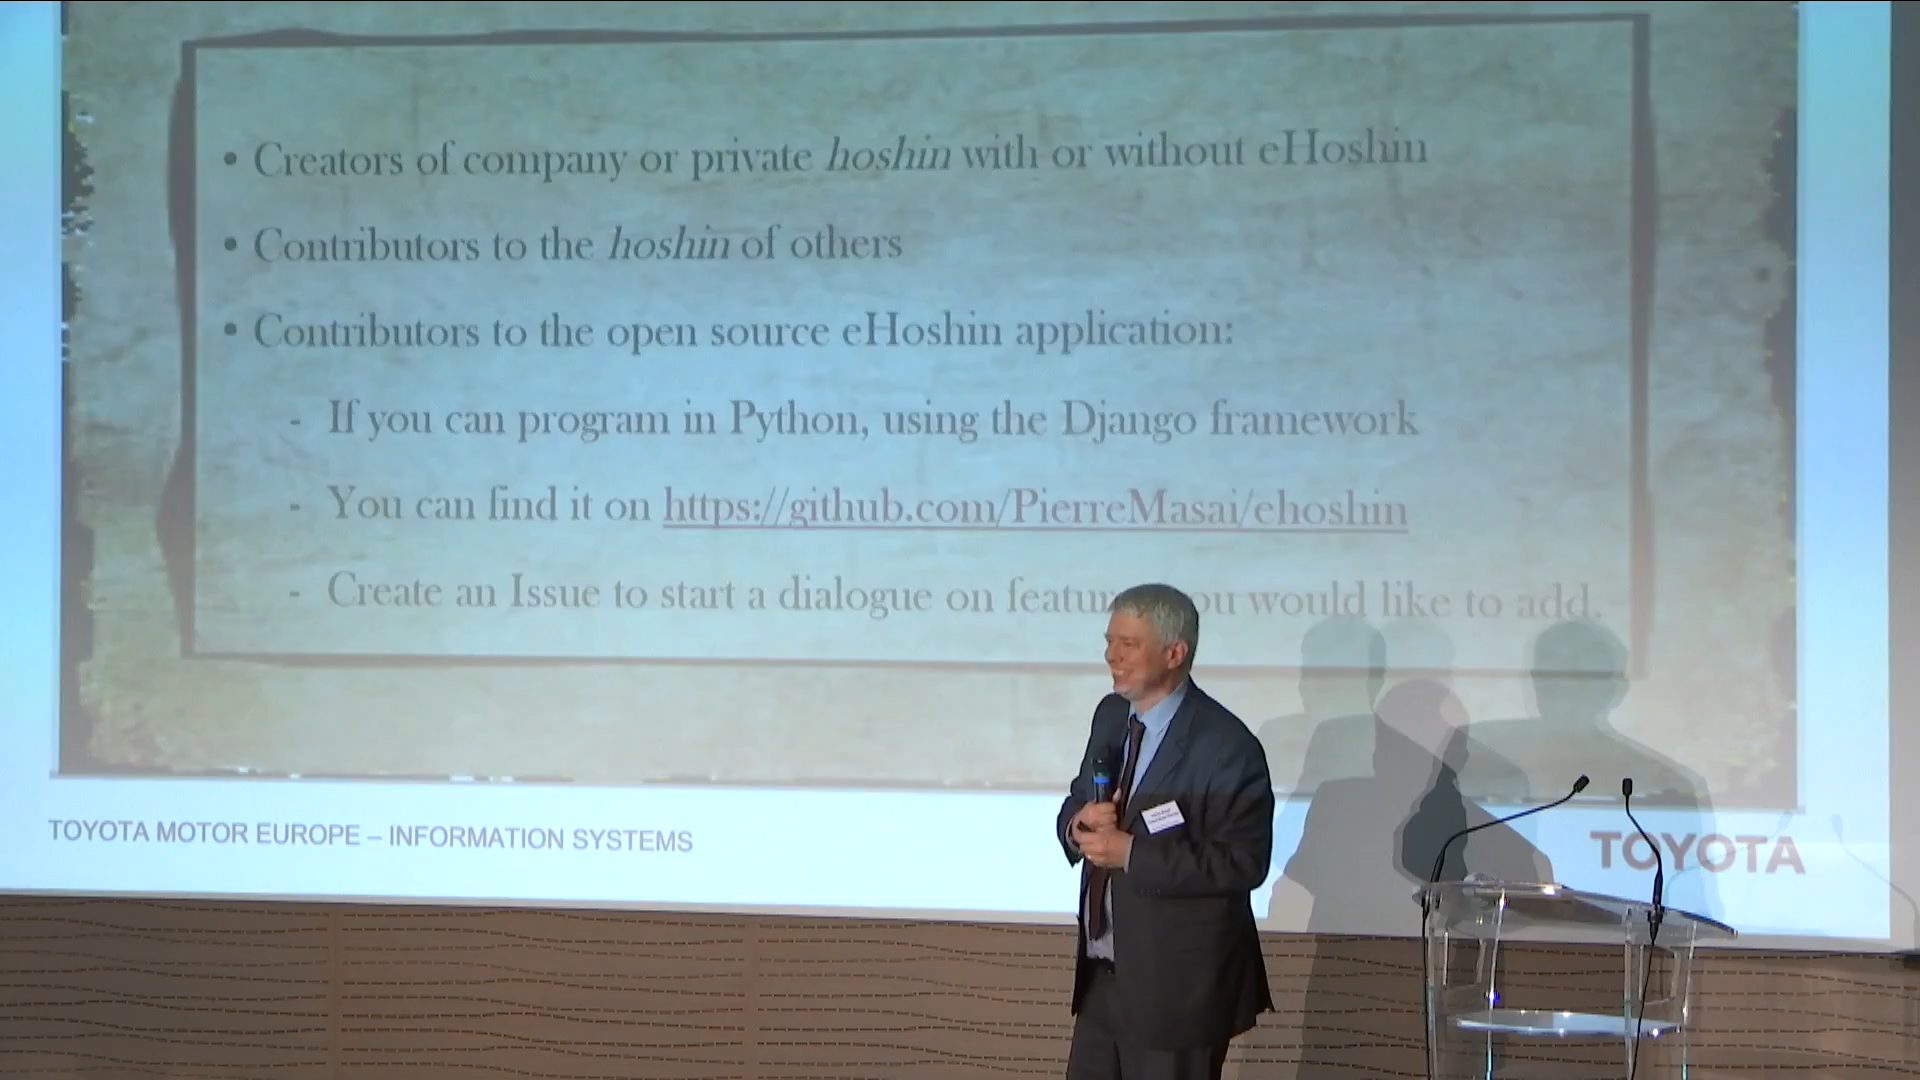 • Creators of company or private hoshin with or without eHoshin
• Contributors to the hoshin of others
• Contributors to the open source eHoshin application:
- If you can program in Python, using the Django framework
- You can find it on https://github.com/PierreMasai/ehoshin
- Create an Issue to start a dialogue on featur ou would like to add.
TOYOTA MOTOR EUROPE – INFORMATION SYSTEMS
TOYOTA